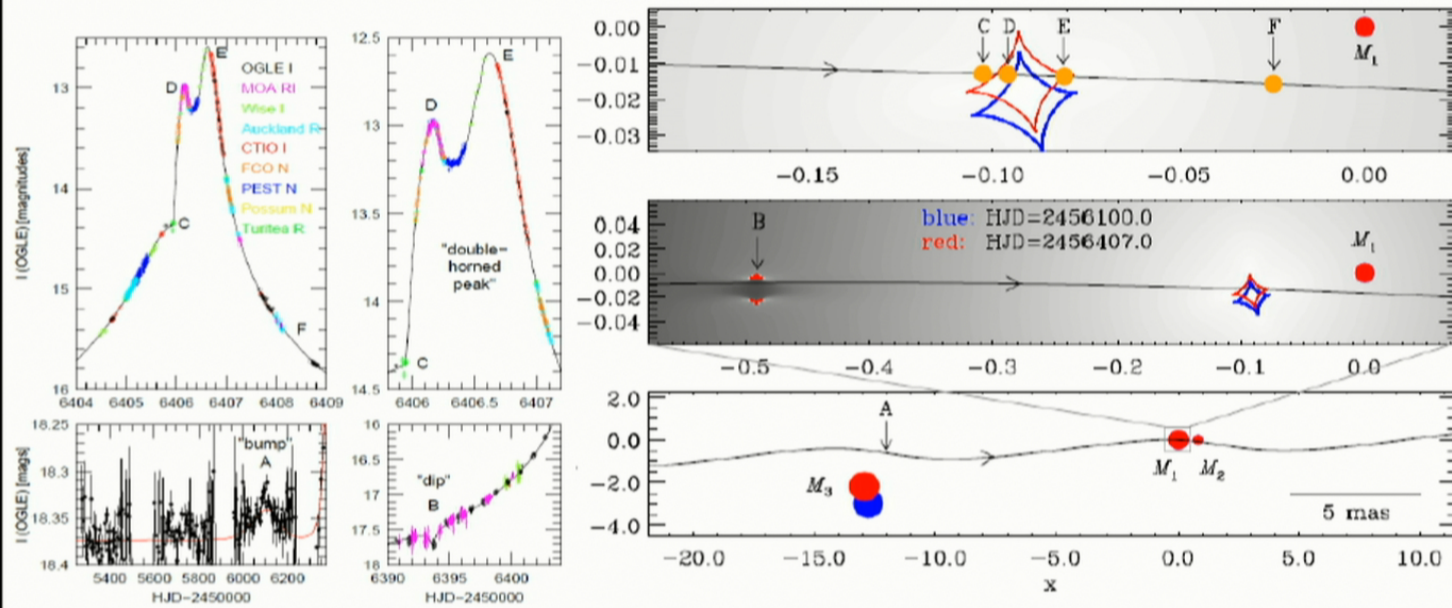 I (OGLE) [magnitudes]
13
14
15
16
6404 6405 6406 6407 6408 6409
D
E
C
F
OGLE I
MOA RI
Wise I
Auckland R
CTIO I
FCO N
PEST N
Possum N
Turitea R
12.5
13
13.5
14
14.5
6406 6406.5 6407
D
E
C
"double-
horned
peak"
I (OGLE) [mags]
18.25
18.3
18.35
18.4
"bump"
A
5400 5600 5800 6000 6200
HJD-2450000
16
16.5
17
17.5
18
"dip"
B
6390 6395 6400
HJD-2450000
0.00
-0.01
-0.02
-0.03
C D E F
M1
-0.15 -0.10 -0.05 0.00
0.04
0.02
0.00
-0.02
-0.04
B
blue: HJD=2456100.0
red: HJD=2456407.0
M1
-0.5 -0.4 -0.3 -0.2 -0.1 0.0
2.0
0.0
-2.0
-4.0
A
M3
M1 M2
5 mas
-20.0 -15.0 -10.0 -5.0 0.0 5.0 10.0
x